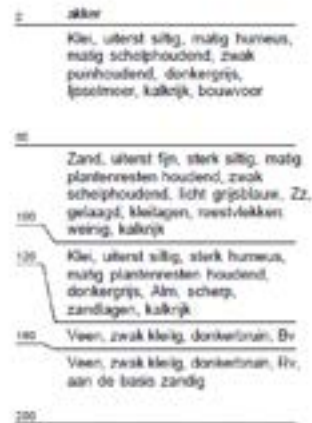 akker
Klei, uiterst siltig, matig humeus,
matig schelphoudend, zwak
puinhoudend, donkergrijs,
Ijsselmeer, kalkrijk, bouwvoor
Zand, uiterst fijn, sterk siltig, matig
plantenresten houdend, zwak
schelphoudend, licht grijsblauw, Zz,
gelaagd, kleilagen, roestvlekken
100
weinig, kalkrijk
120
Klei, uiterst siltig, sterk humeus,
matig plantenresten houdend,
donkergrijs, Alm, scherp,
zandlagen, kalkrijk
Veen, zwak kleiig, donkerbruin, Bv
Veen, zwak kleiig, donkerbruin, Rv,
aan de basis zandig
200